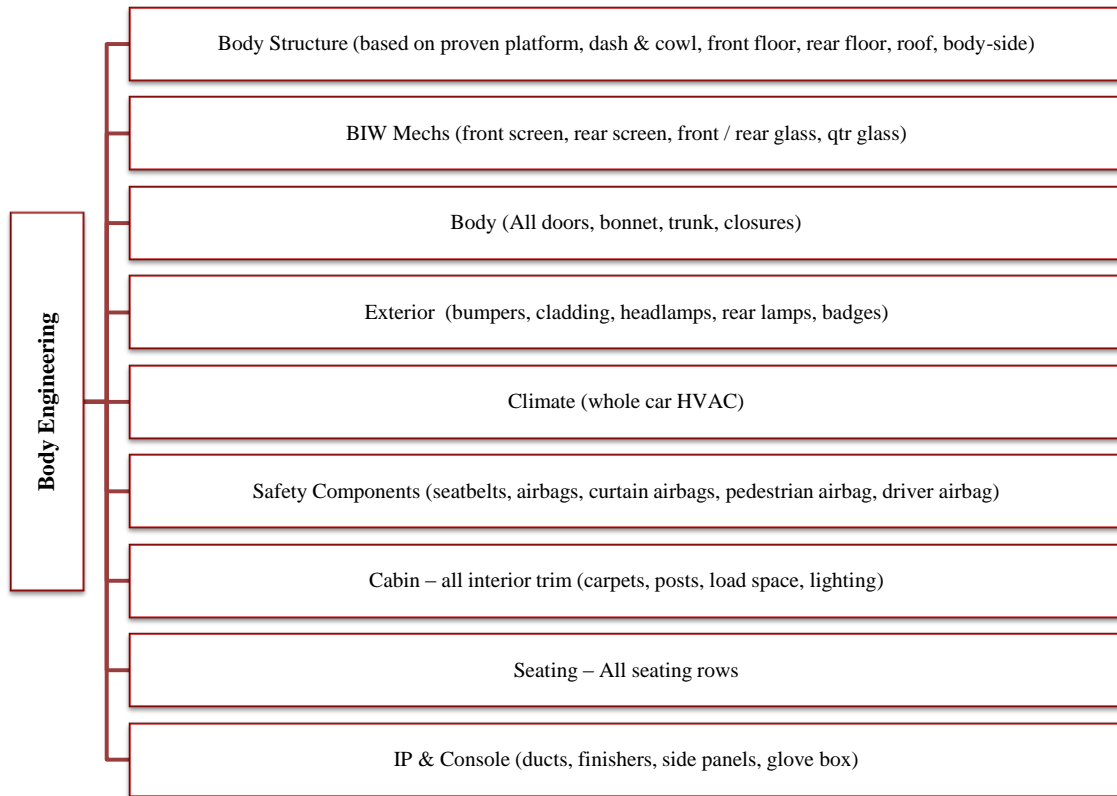 Body Structure (based on proven platform, dash & cowl, front floor, rear floor, roof, body-side)
BIW Mechs (front screen, rear screen, front / rear glass, qtr glass)
Body (All doors, bonnet, trunk, closures)
Exterior  (bumpers, cladding, headlamps, rear lamps, badges)
Body Engineering
Climate (whole car HVAC)
Safety Components (seatbelts, airbags, curtain airbags, pedestrian airbag, driver airbag)
Cabin – all interior trim (carpets, posts, load space, lighting)
Seating – All seating rows
IP & Console (ducts, finishers, side panels, glove box)